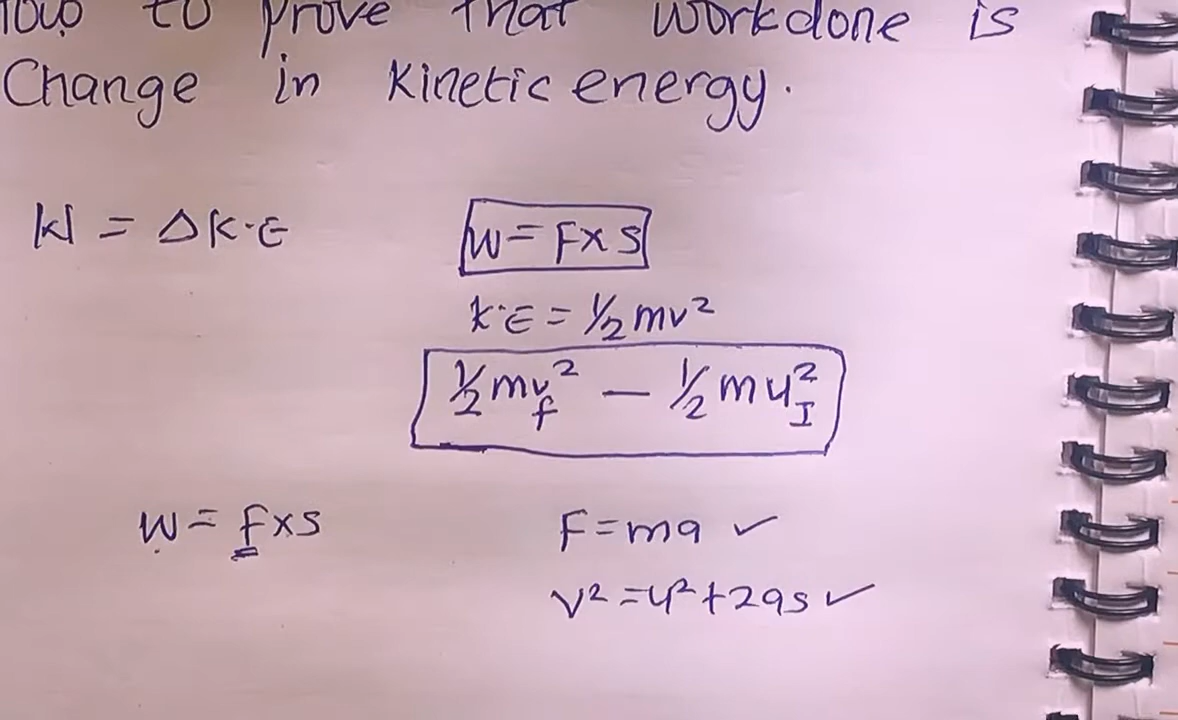 How to prove that workdone is
Change in kinetic energy.
W = ΔK·E
W = F×S
K·E = ½mv²
½mv_f² — ½mu_I²
W = f×s
F = ma ✓
v² = u² + 2as ✓